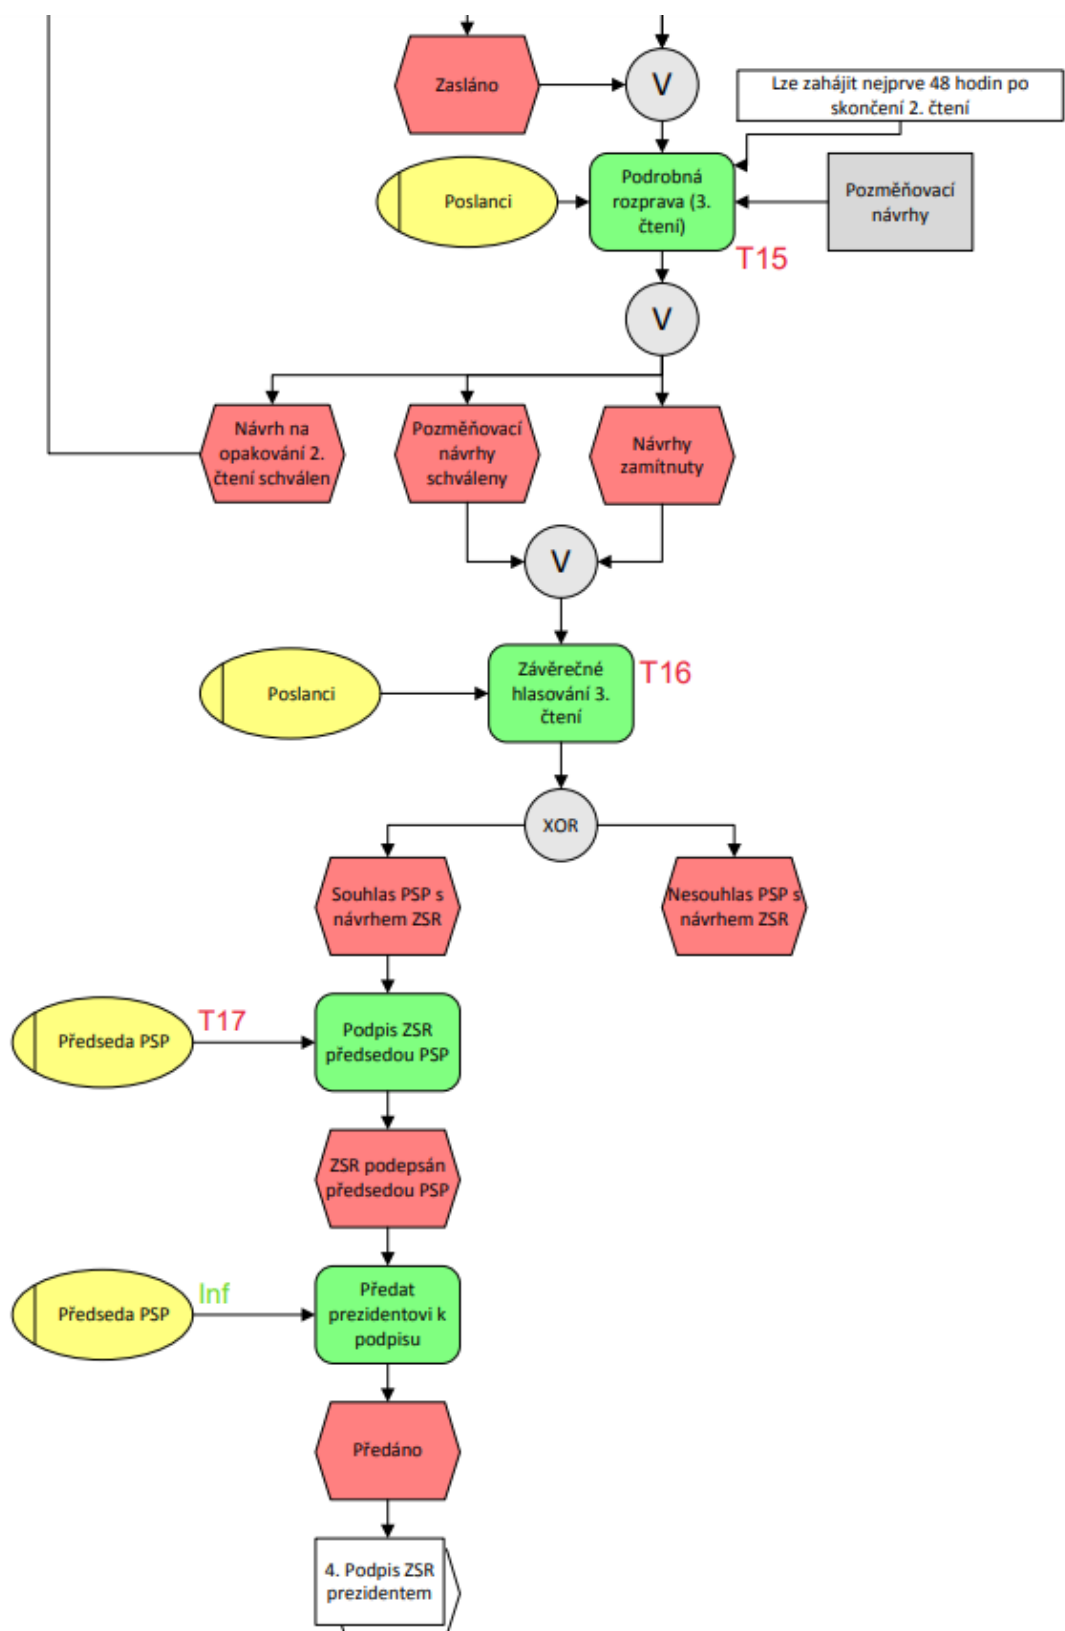 Zasláno
V
Lze zahájit nejprve 48 hodin po
skončení 2. čtení
Poslanci
Podrobná
rozprava (3.
čtení)
Pozměňovací
návrhy
T15
V
Návrh na
opakování 2.
čtení schválen
Pozměňovací
návrhy
schváleny
Návrhy
zamítnuty
V
Poslanci
Závěrečné
hlasování 3.
čtení
T16
XOR
Souhlas PSP s
návrhem ZSR
Nesouhlas PSP s
návrhem ZSR
Předseda PSP
T17
Podpis ZSR
předsedou PSP
ZSR podepsán
předsedou PSP
Předseda PSP
Inf
Předat
prezidentovi k
podpisu
Předáno
4. Podpis ZSR
prezidentem